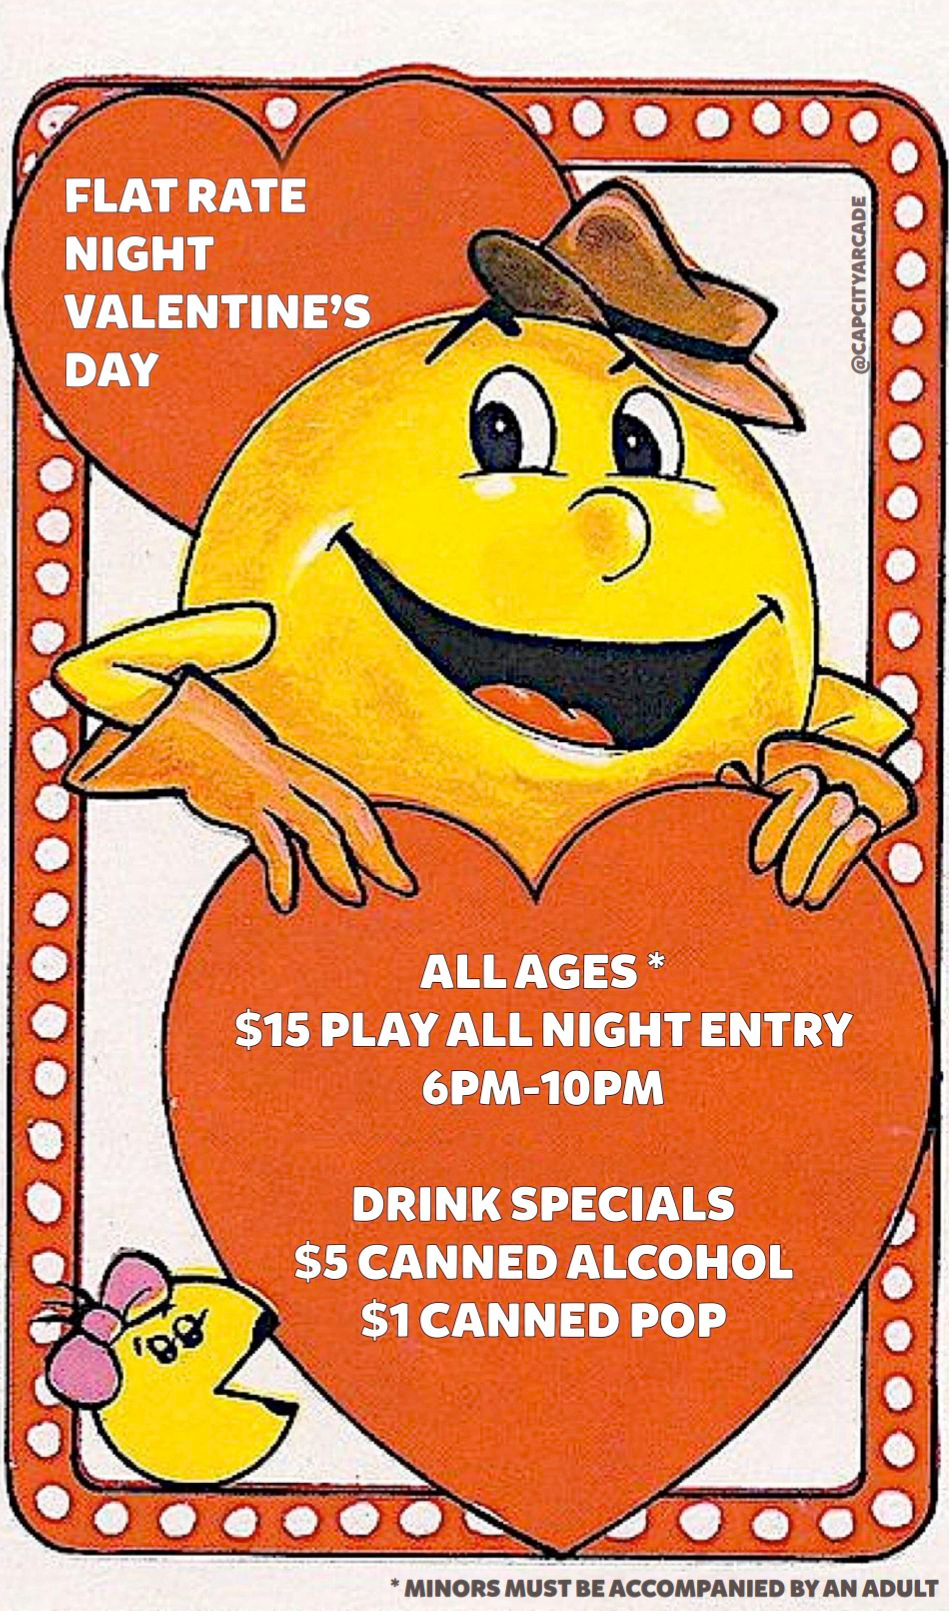 FLAT RATE
NIGHT
VALENTINE'S
DAY
@CAPCITYARCADE
ALL AGES *
$15 PLAY ALL NIGHT ENTRY
6PM-10PM
DRINK SPECIALS
$5 CANNED ALCOHOL
$1 CANNED POP
* MINORS MUST BE ACCOMPANIED BY AN ADULT